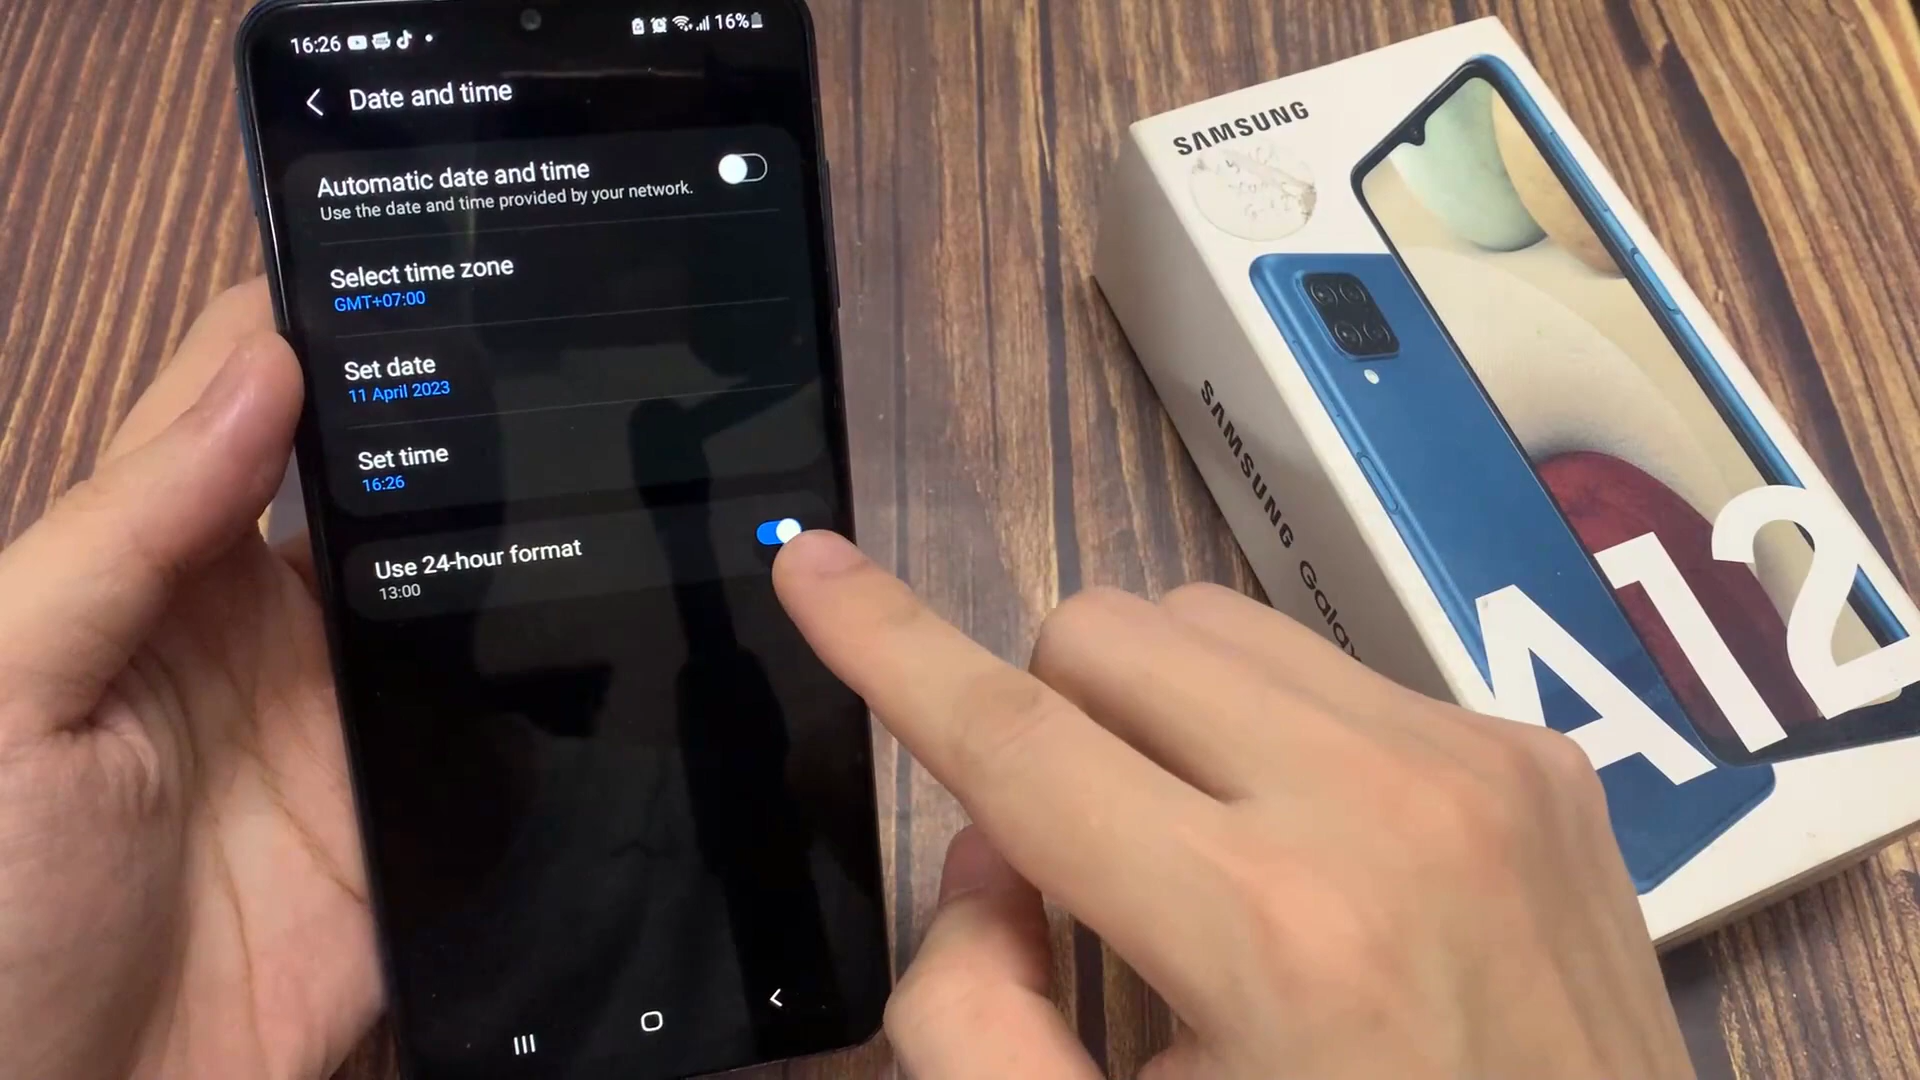 16:26
16%
Date and time
Automatic date and time
Use the date and time provided by your network.
Select time zone
GMT+07:00
Set date
11 April 2023
Set time
16:26
Use 24-hour format
13:00
SAMSUNG
SAMSUNG
A12